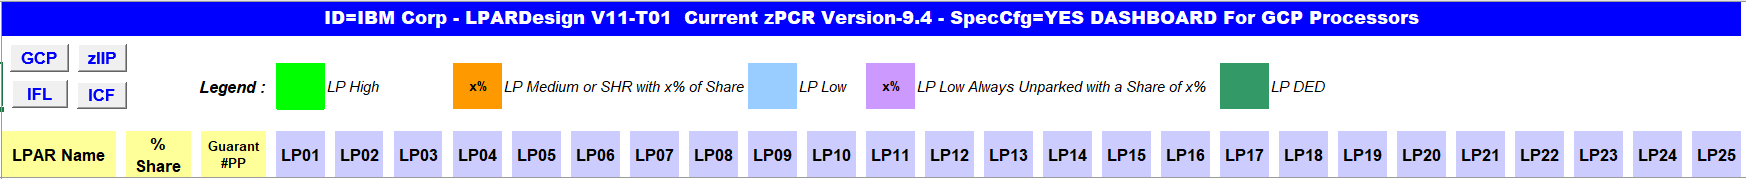 ID=IBM Corp - LPARDesign V11-T01  Current zPCR Version-9.4 - SpecCfg=YES DASHBOARD For GCP Processors
GCP zIIP
IFL ICF
Legend : LP High x% LP Medium or SHR with x% of Share LP Low x% LP Low Always Unparked with a Share of x% LP DED
LPAR Name % Share Guarant #PP LP01 LP02 LP03 LP04 LP05 LP06 LP07 LP08 LP09 LP10 LP11 LP12 LP13 LP14 LP15 LP16 LP17 LP18 LP19 LP20 LP21 LP22 LP23 LP24 LP25